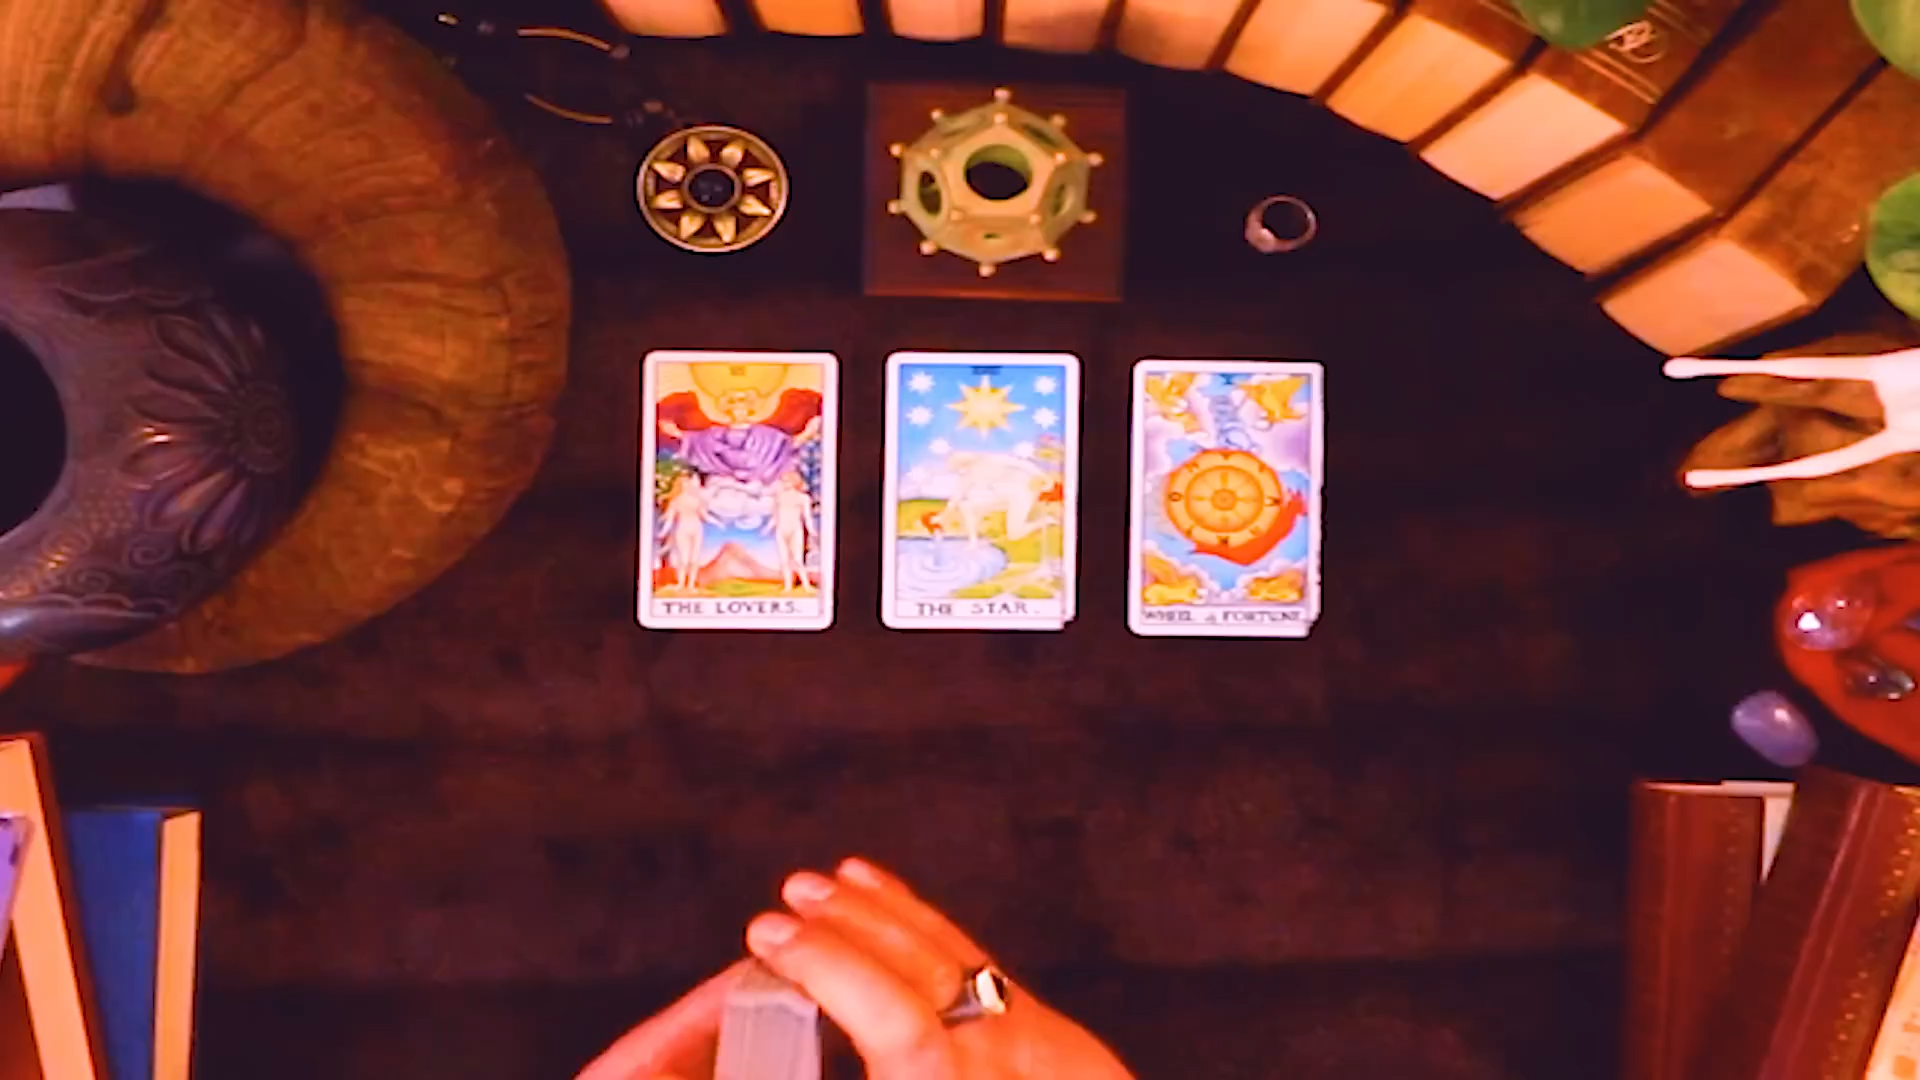 THE LOVERS.
THE STAR.
WHEEL of FORTUNE.